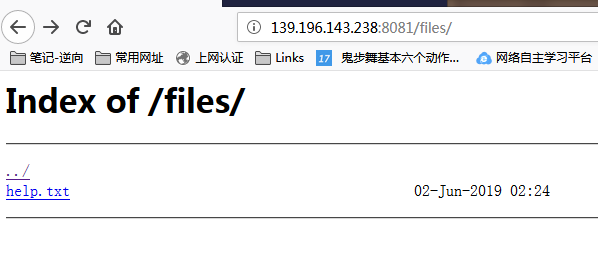 139.196.143.238:8081/files/
笔记-逆向 常用网址 上网认证 Links 17 鬼步舞基本六个动作... 网络自主学习平台
Index of /files/
../
help.txt 02-Jun-2019 02:24